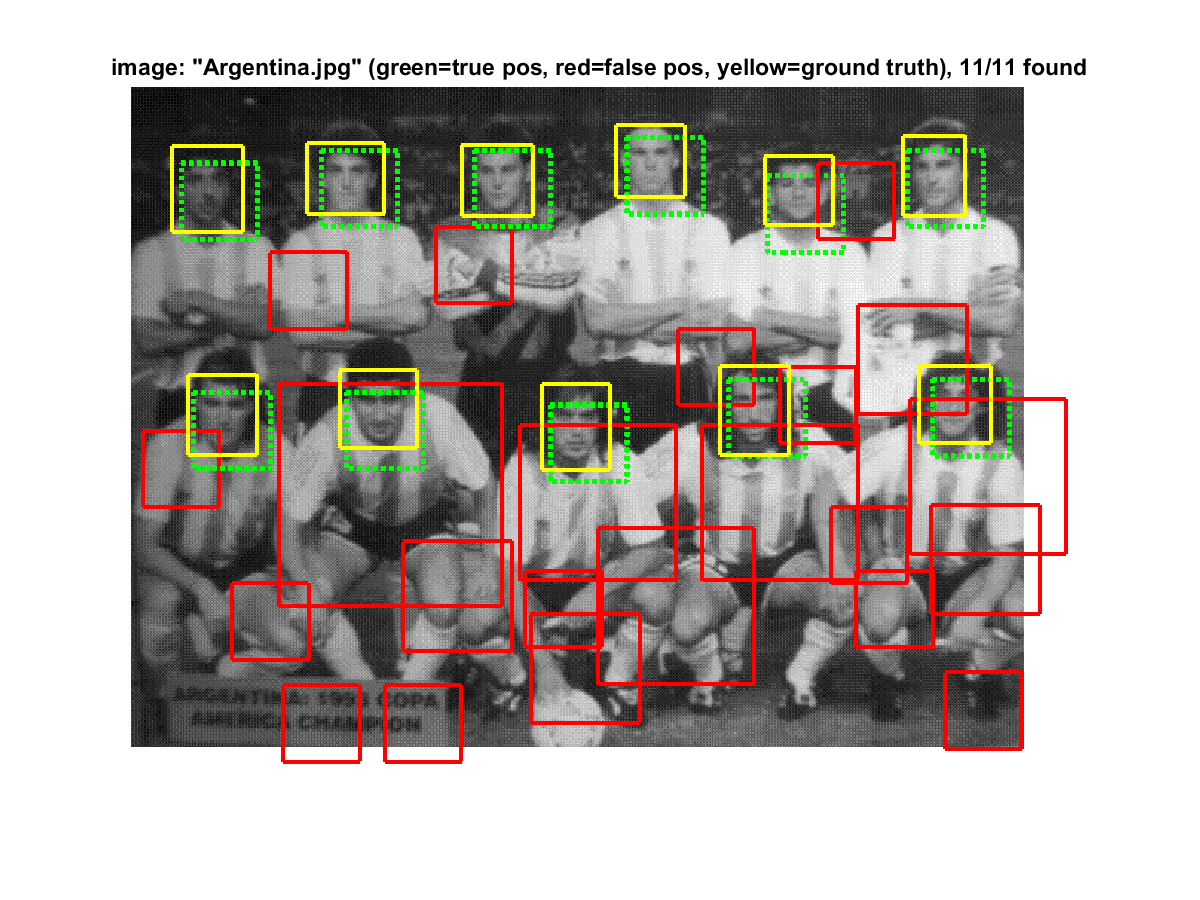 image: "Argentina.jpg" (green=true pos, red=false pos, yellow=ground truth), 11/11 found
ARGENTINA: 1993 COPA
AMERICA CHAMPION